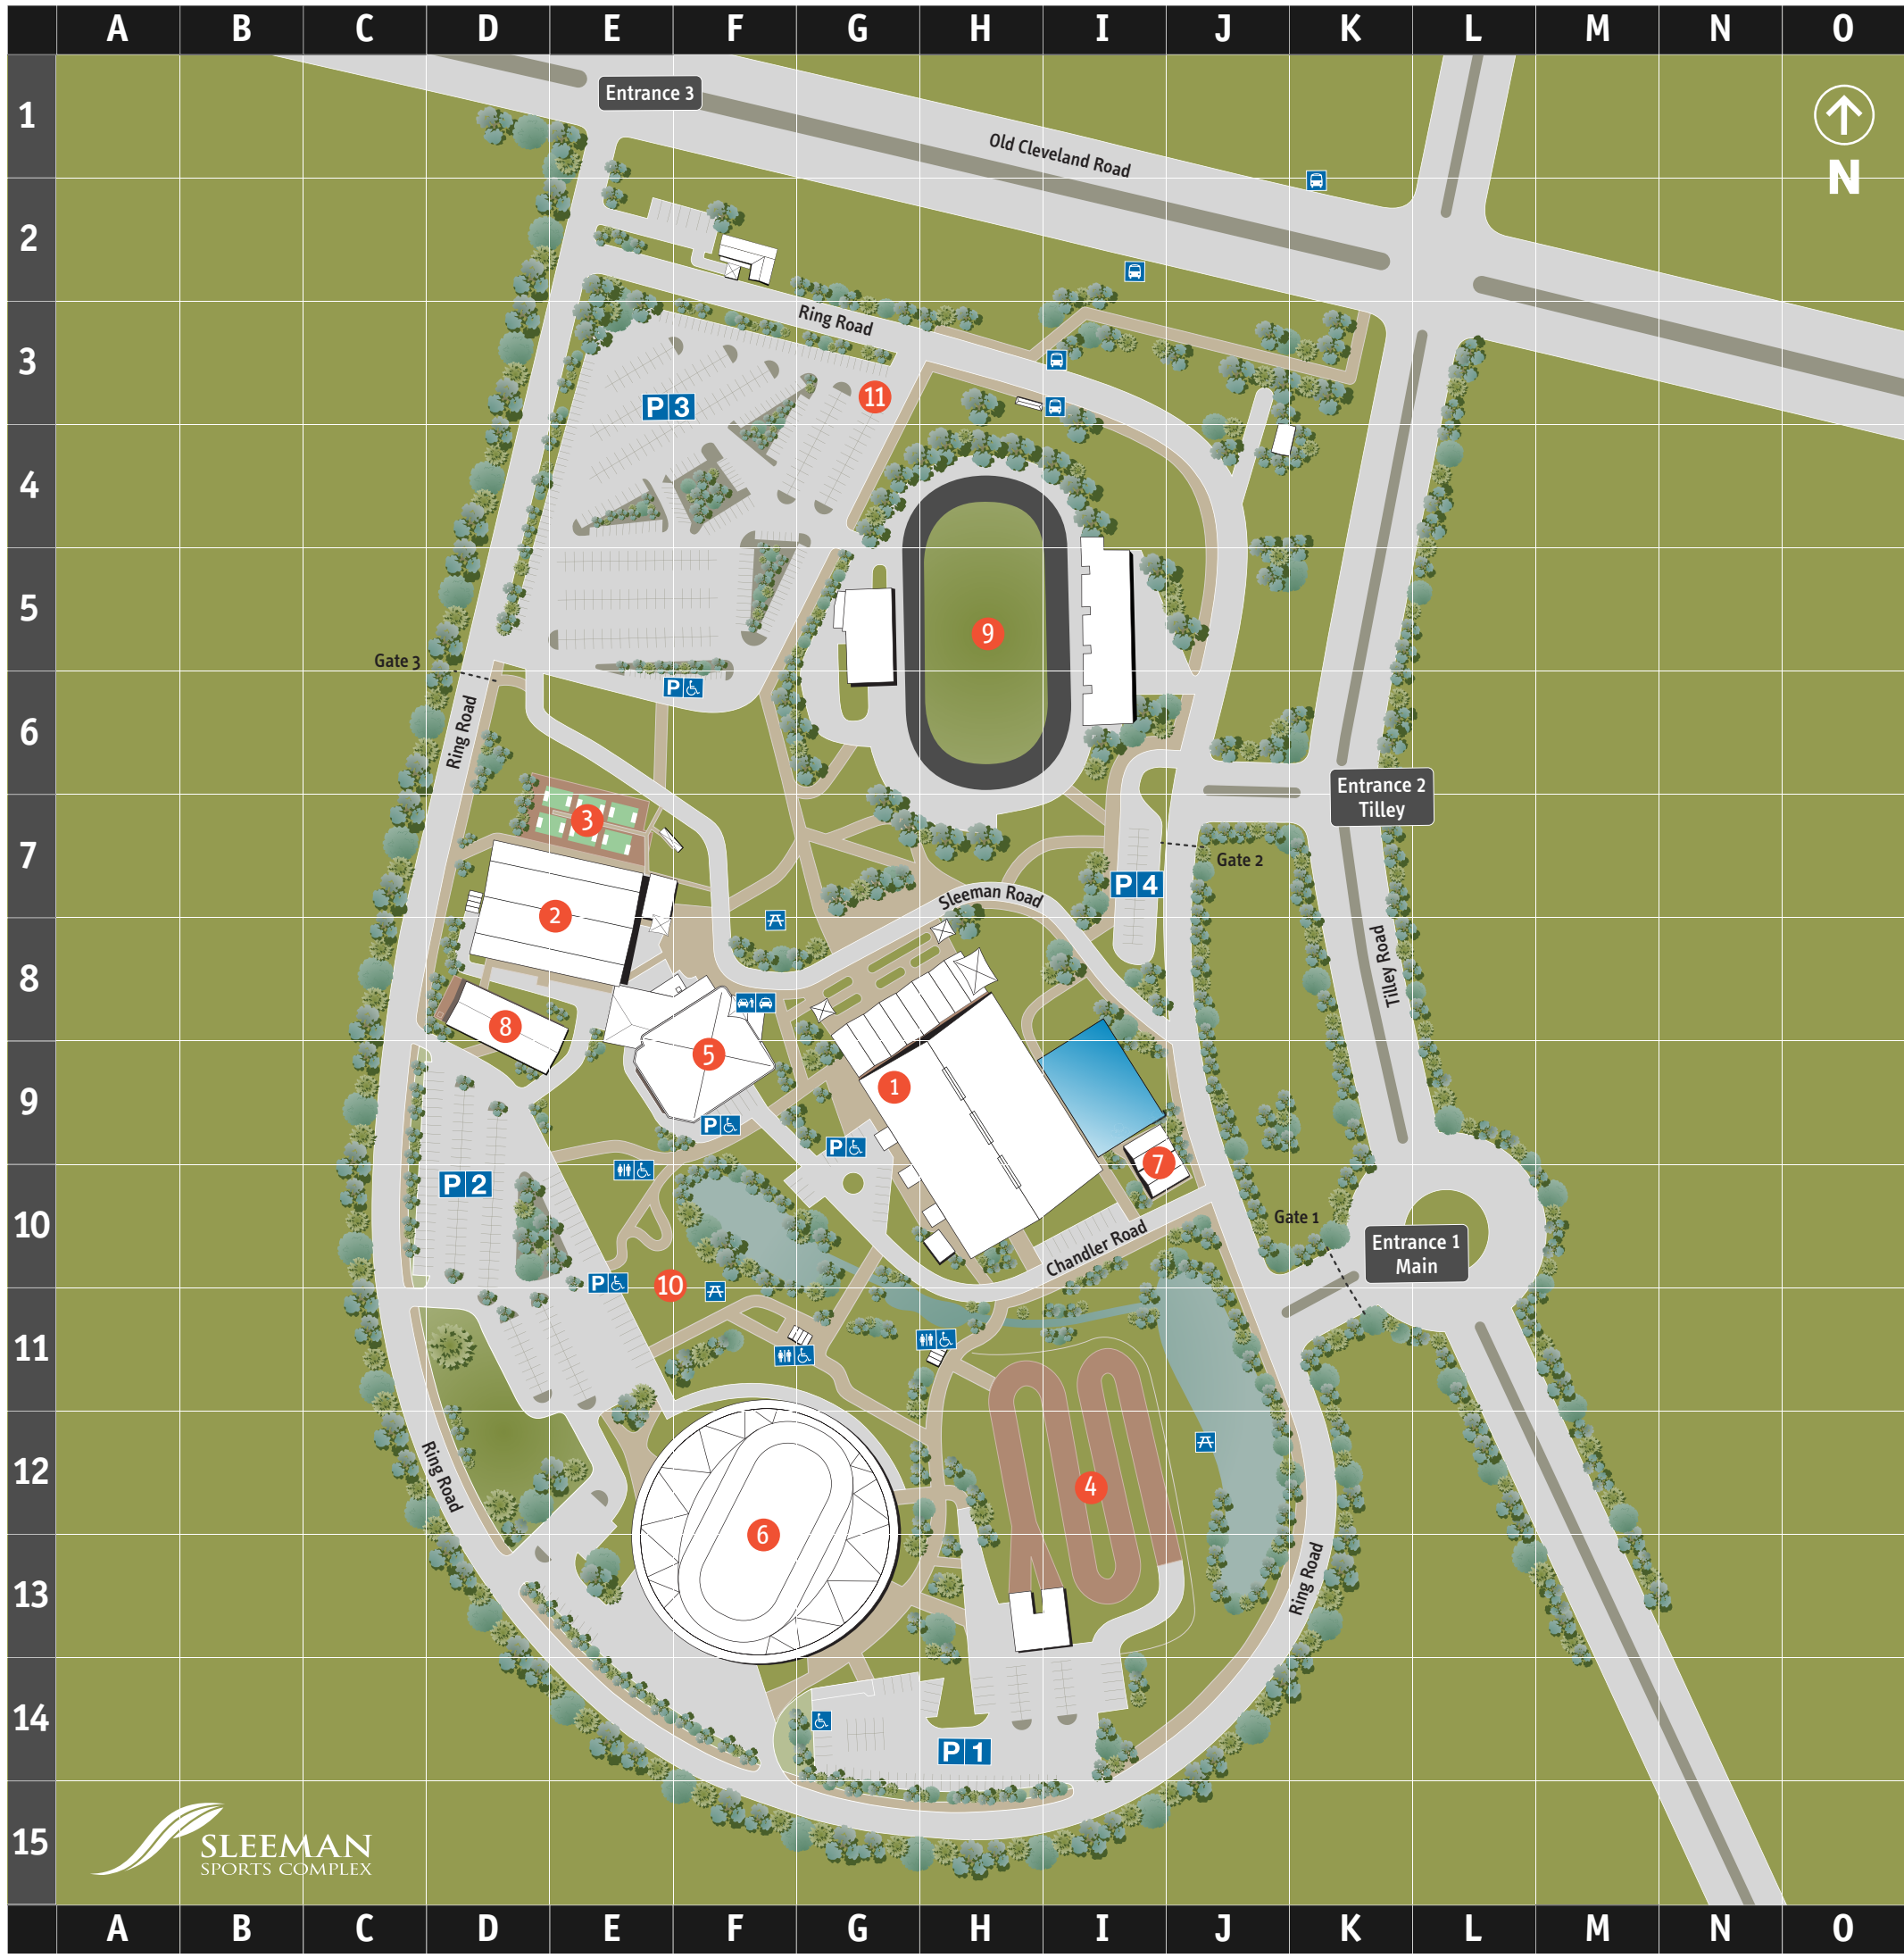 A B C D E F G H I J K L M N O
1
Entrance 3
Old Cleveland Road
N
2
Ring Road
3
P 3
11
4
5
9
Gate 3
P
6
Ring Road
Entrance 2
Tilley
3
7
Gate 2
P 4
Sleeman Road
2
8
Tilley Road
8
5
1
9
P
P
7
P 2
10
Gate 1
Entrance 1
Main
Chandler Road
P
10
11
12
Ring Road
4
6
13
Ring Road
14
P 1
15
SLEEMAN
SPORTS COMPLEX
A B C D E F G H I J K L M N O